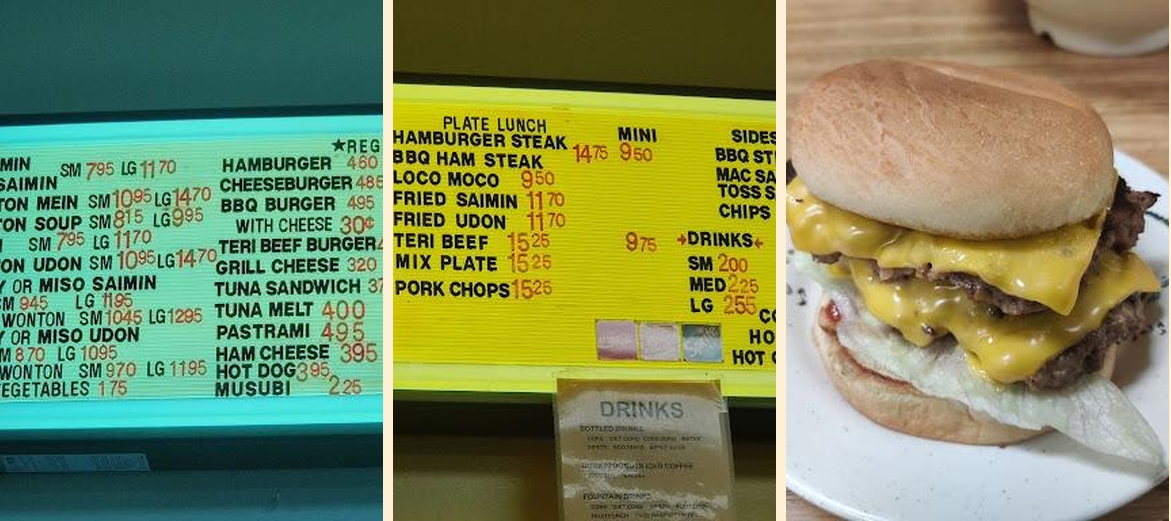 ★REG
MIN SM 795 LG 1170
SAIMIN
TON MEIN SM 1095 LG 1470
TON SOUP SM 815 LG 995
SM 795 LG 1170
ON UDON SM 1095 LG 1470
Y OR MISO SAIMIN
SM 945 LG 1195
WONTON SM 1045 LG 1295
Y OR MISO UDON
M 870 LG 1095
WONTON SM 970 LG 1195
EGETABLES 175
HAMBURGER 460
CHEESEBURGER 485
BBQ BURGER 495
WITH CHEESE 30¢
TERI BEEF BURGER
GRILL CHEESE 320
TUNA SANDWICH 37
TUNA MELT 400
PASTRAMI 495
HAM CHEESE 395
HOT DOG 395
MUSUBI 225
PLATE LUNCH MINI
HAMBURGER STEAK 1475 950
BBQ HAM STEAK
LOCO MOCO 950
FRIED SAIMIN 1170
FRIED UDON 1170
TERI BEEF 1525 975
MIX PLATE 1525
PORK CHOPS 1525
SIDES
BBQ ST
MAC SA
TOSS S
CHIPS
→DRINKS←
SM 200
MED 225
LG 255
CO
HO
HOT C
DRINKS
BOTTLED DRINKS
FOUNTAIN DRINKS